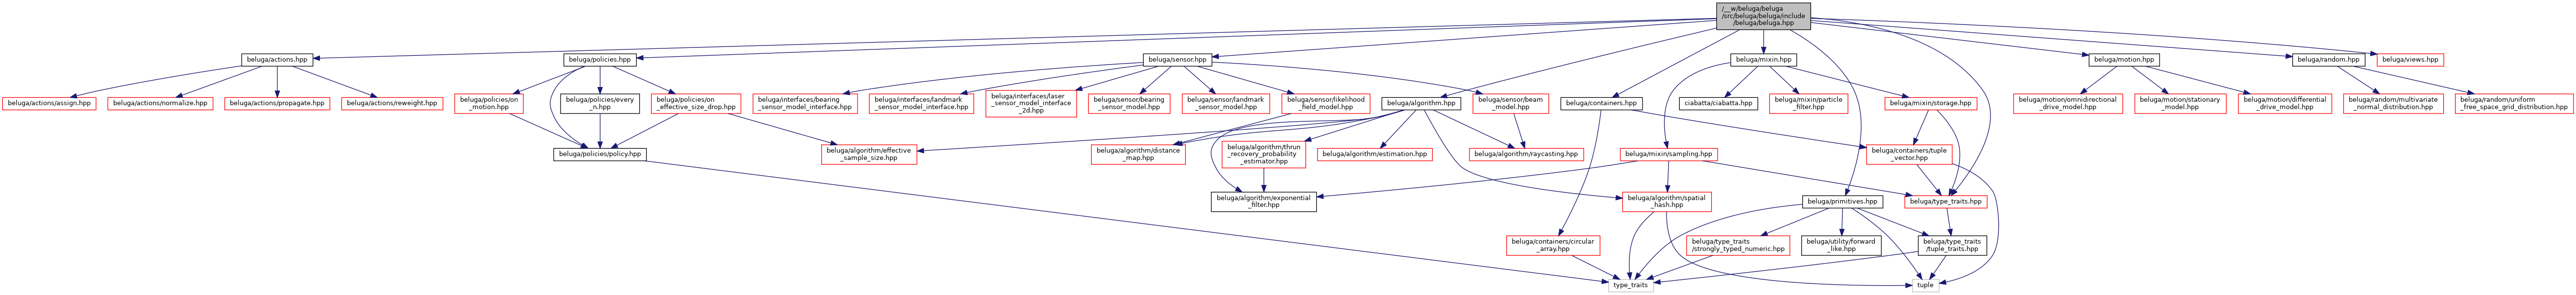 /__w/beluga/beluga
/src/beluga/beluga/include
/beluga/beluga.hpp
beluga/actions.hpp
beluga/policies.hpp
beluga/sensor.hpp
beluga/mixin.hpp
beluga/motion.hpp
beluga/random.hpp
beluga/views.hpp
beluga/actions/assign.hpp
beluga/actions/normalize.hpp
beluga/actions/propagate.hpp
beluga/actions/reweight.hpp
beluga/policies/on
_motion.hpp
beluga/policies/every
_n.hpp
beluga/policies/on
_effective_size_drop.hpp
beluga/interfaces/bearing
_sensor_model_interface.hpp
beluga/interfaces/landmark
_sensor_model_interface.hpp
beluga/interfaces/laser
_sensor_model_interface
_2d.hpp
beluga/sensor/bearing
_sensor_model.hpp
beluga/sensor/landmark
_sensor_model.hpp
beluga/sensor/likelihood
_field_model.hpp
beluga/algorithm.hpp
beluga/sensor/beam
_model.hpp
beluga/containers.hpp
ciabatta/ciabatta.hpp
beluga/mixin/particle
_filter.hpp
beluga/mixin/storage.hpp
beluga/motion/omnidirectional
_drive_model.hpp
beluga/motion/stationary
_model.hpp
beluga/motion/differential
_drive_model.hpp
beluga/random/multivariate
_normal_distribution.hpp
beluga/random/uniform
_free_space_grid_distribution.hpp
beluga/policies/policy.hpp
beluga/algorithm/effective
_sample_size.hpp
beluga/algorithm/distance
_map.hpp
beluga/algorithm/thrun
_recovery_probability
_estimator.hpp
beluga/algorithm/estimation.hpp
beluga/algorithm/raycasting.hpp
beluga/mixin/sampling.hpp
beluga/containers/tuple
_vector.hpp
beluga/algorithm/exponential
_filter.hpp
beluga/algorithm/spatial
_hash.hpp
beluga/primitives.hpp
beluga/type_traits.hpp
beluga/containers/circular
_array.hpp
beluga/type_traits
/strongly_typed_numeric.hpp
beluga/utility/forward
_like.hpp
beluga/type_traits
/tuple_traits.hpp
type_traits
tuple